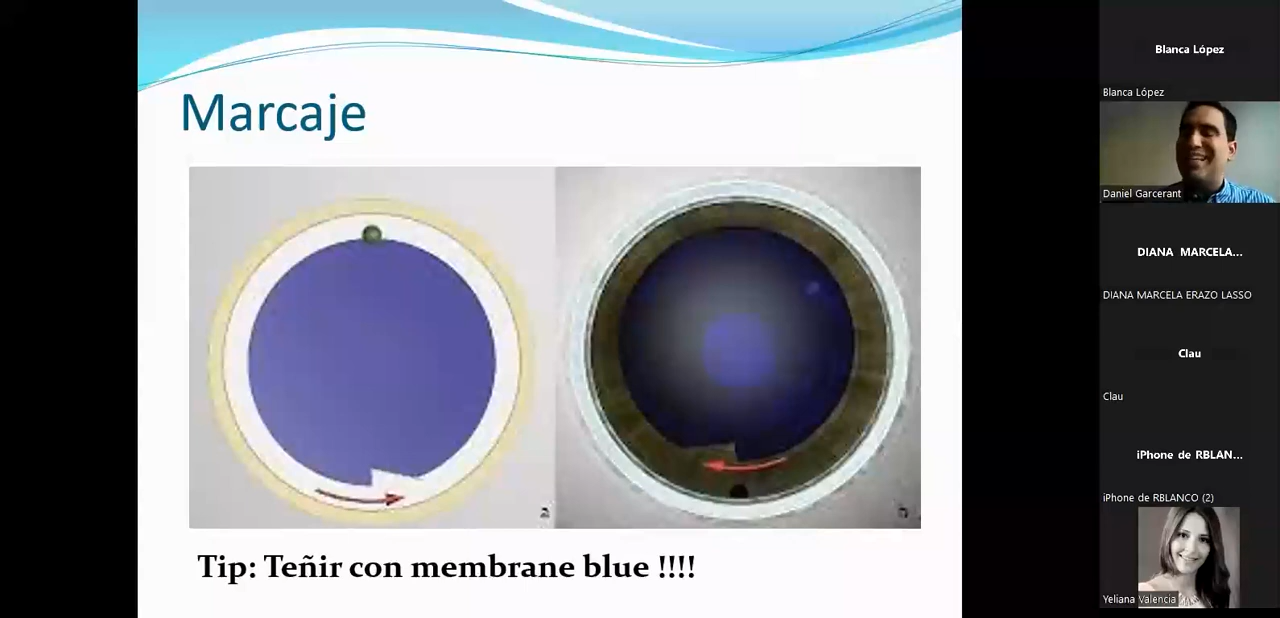 Marcaje
Tip: Teñir con membrane blue !!!!
Blanca López
Blanca López
Daniel Garcerant
DIANA MARCELA...
DIANA MARCELA ERAZO LASSO
Clau
Clau
iPhone de RBLAN...
iPhone de RBLANCO (2)
Yeliana Valencia